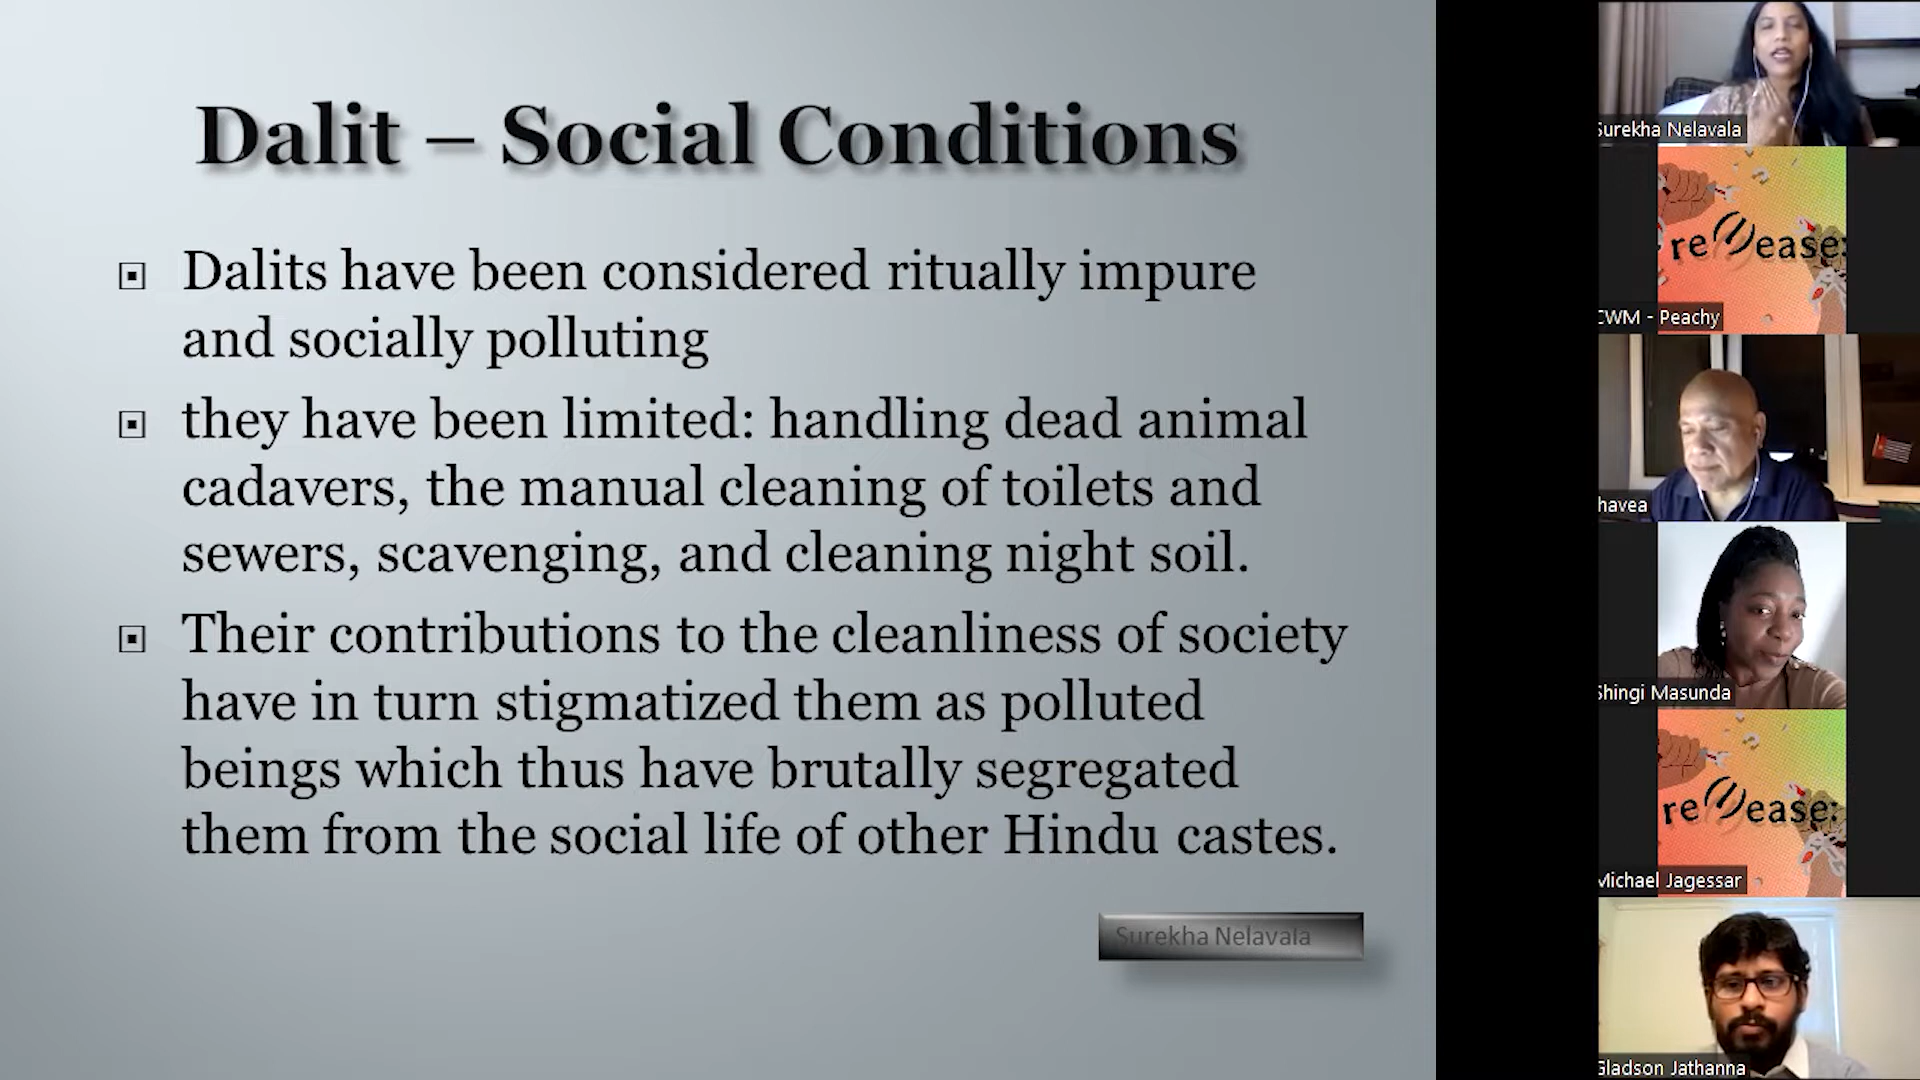 Dalit – Social Conditions
Dalits have been considered ritually impure
and socially polluting
they have been limited: handling dead animal
cadavers, the manual cleaning of toilets and
sewers, scavenging, and cleaning night soil.
Their contributions to the cleanliness of society
have in turn stigmatized them as polluted
beings which thus have brutally segregated
them from the social life of other Hindu castes.
Surekha Nelavala
Surekha Nelavala
CWM - Peachy
havea
Shingi Masunda
Michael Jagessar
Gladson Jathanna